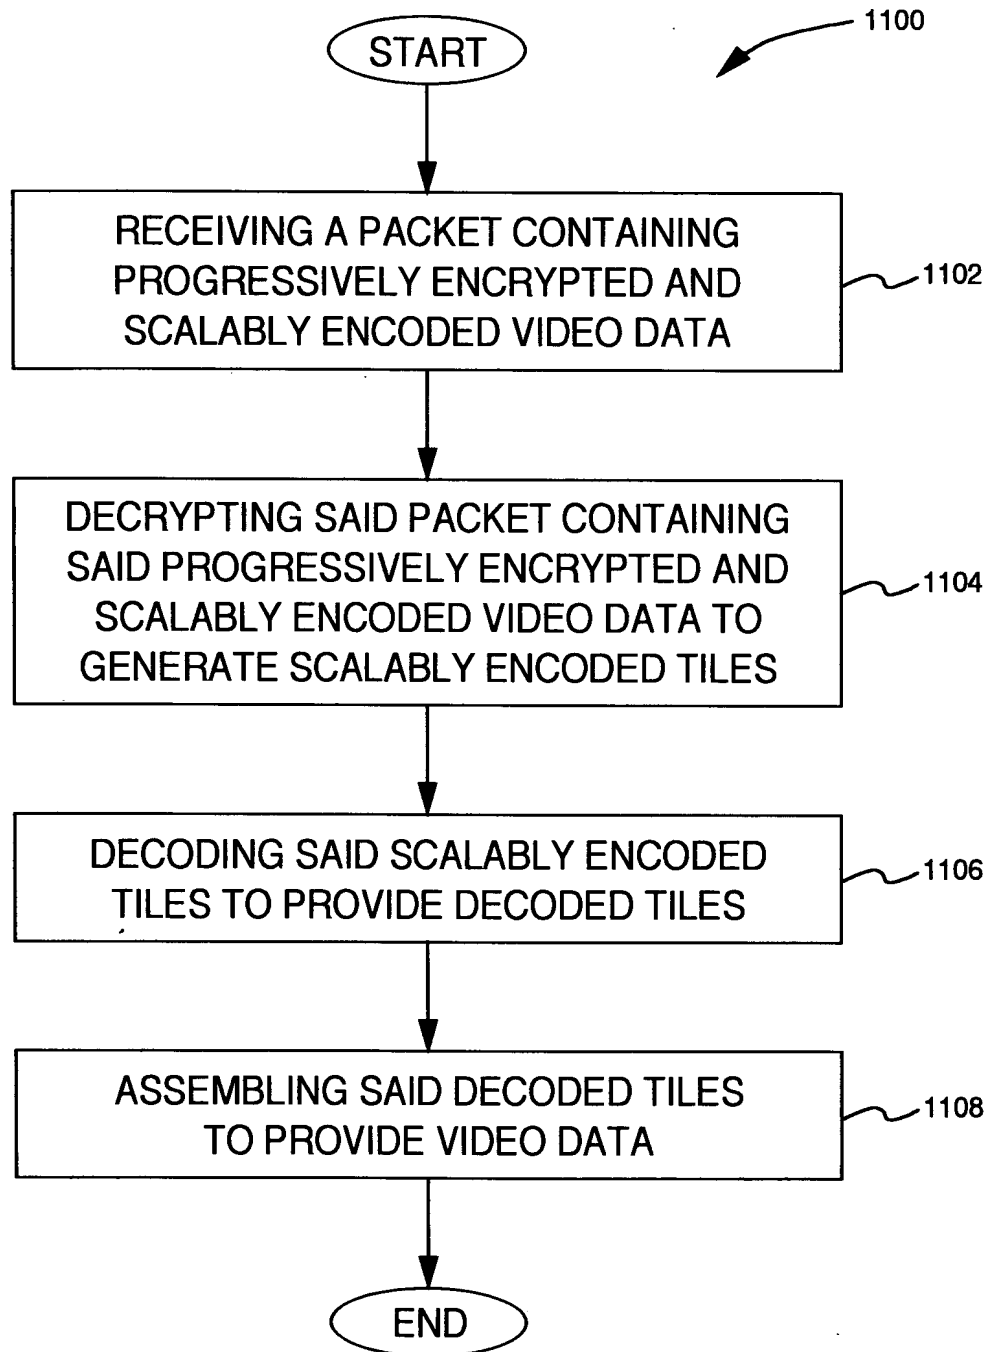 1100
START
RECEIVING A PACKET CONTAINING
PROGRESSIVELY ENCRYPTED AND
SCALABLY ENCODED VIDEO DATA
1102
DECRYPTING SAID PACKET CONTAINING
SAID PROGRESSIVELY ENCRYPTED AND
SCALABLY ENCODED VIDEO DATA TO
GENERATE SCALABLY ENCODED TILES
1104
DECODING SAID SCALABLY ENCODED
TILES TO PROVIDE DECODED TILES
1106
ASSEMBLING SAID DECODED TILES
TO PROVIDE VIDEO DATA
1108
END